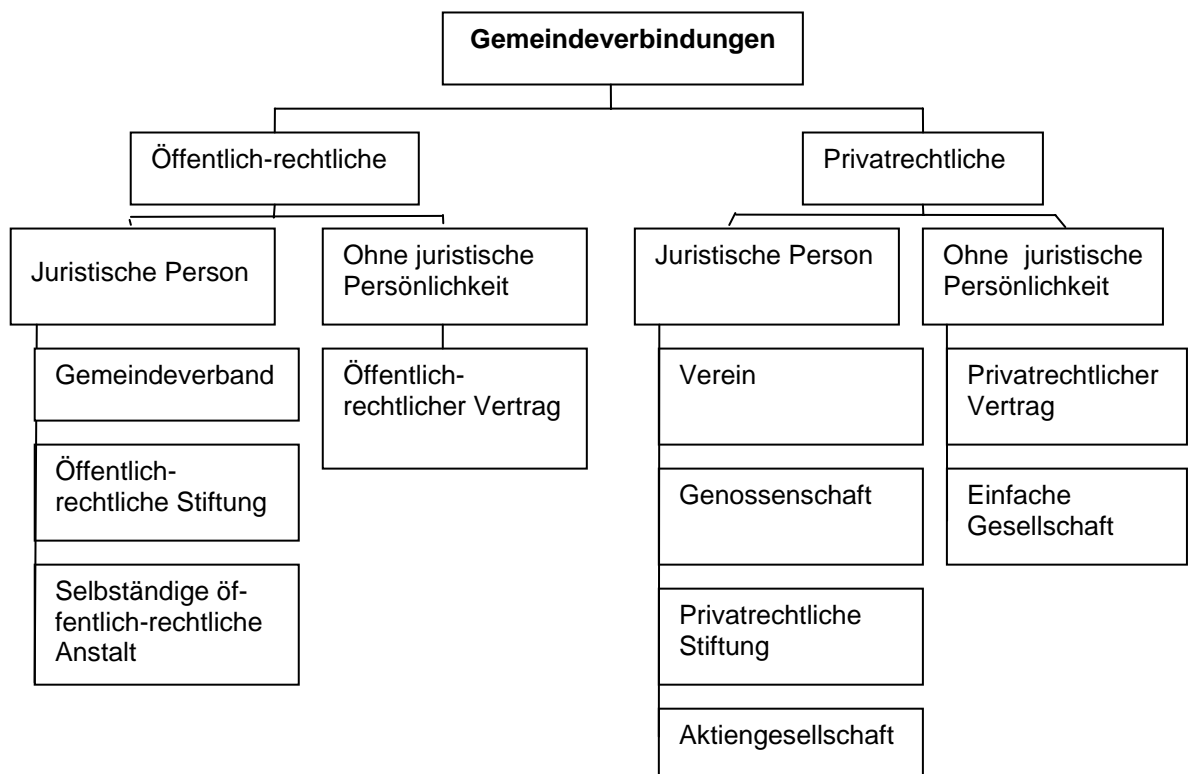 Gemeindeverbindungen
Öffentlich-rechtliche
Privatrechtliche
Juristische Person
Ohne juristische
Persönlichkeit
Juristische Person
Ohne juristische
Persönlichkeit
Gemeindeverband
Öffentlich-
rechtliche Stiftung
Selbständige öf-
fentlich-rechtliche
Anstalt
Öffentlich-
rechtlicher Vertrag
Verein
Genossenschaft
Privatrechtliche
Stiftung
Aktiengesellschaft
Privatrechtlicher
Vertrag
Einfache
Gesellschaft